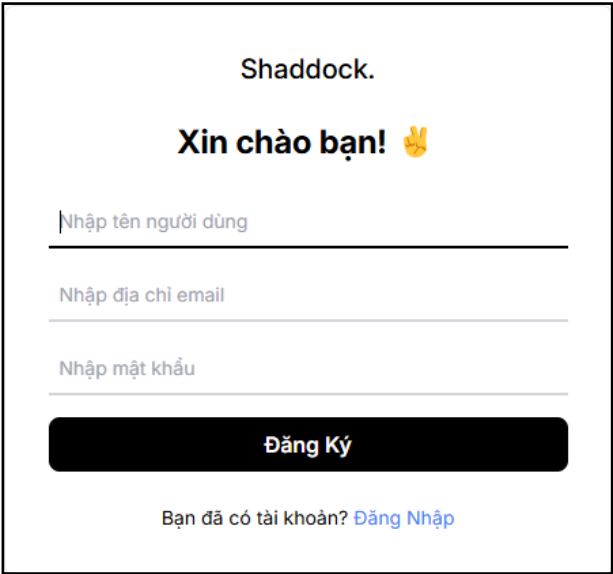 Shaddock.
Xin chào bạn! ✌️
Nhập tên người dùng
Nhập địa chỉ email
Nhập mật khẩu
Đăng Ký
Bạn đã có tài khoản? Đăng Nhập